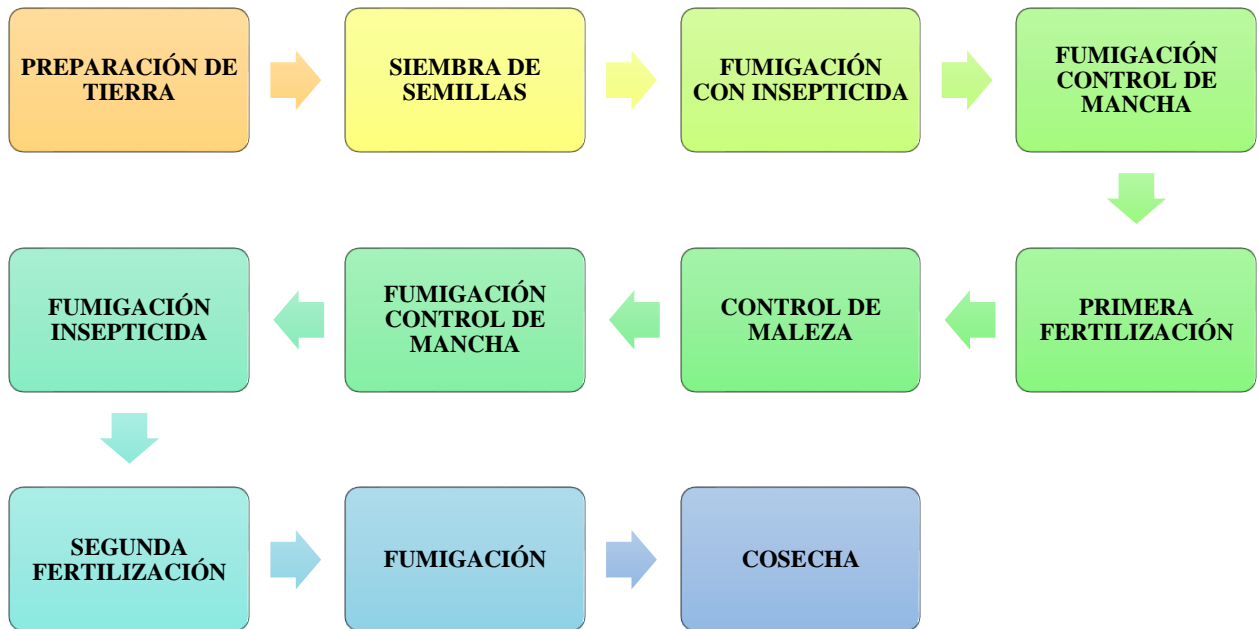 PREPARACIÓN DE
TIERRA
SIEMBRA DE
SEMILLAS
FUMIGACIÓN
CON INSEPTICIDA
FUMIGACIÓN
CONTROL DE
MANCHA
PRIMERA
FERTILIZACIÓN
CONTROL DE
MALEZA
FUMIGACIÓN
CONTROL DE
MANCHA
FUMIGACIÓN
INSEPTICIDA
SEGUNDA
FERTILIZACIÓN
FUMIGACIÓN
COSECHA